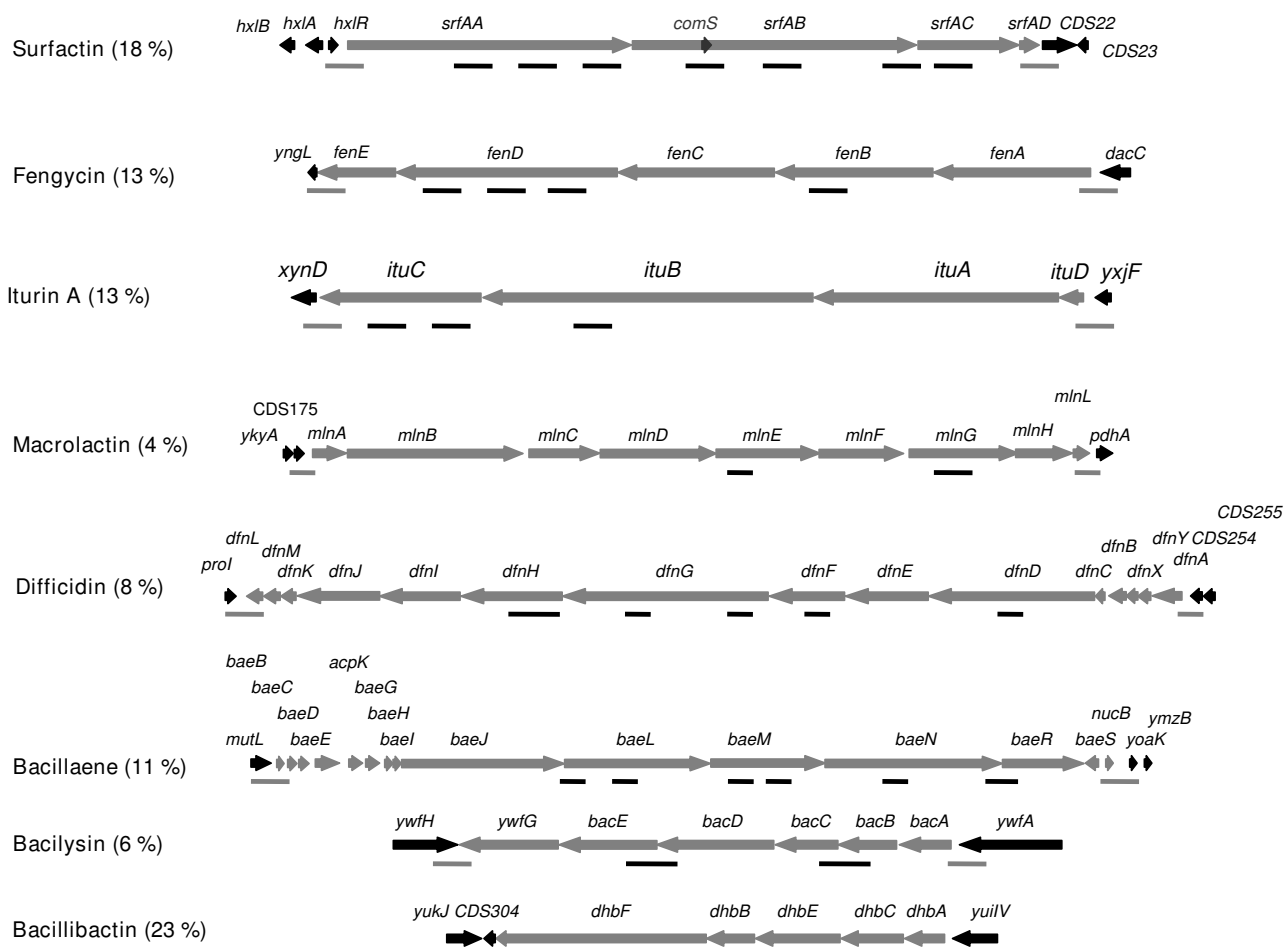 hxlB hxlA hxlR srfAA comS srfAB srfAC srfAD CDS22
Surfactin (18 %) CDS23
yngL fenE fenD fenC fenB fenA dacC
Fengycin (13 %)
xynD ituC ituB ituA ituD yxjF
Iturin A (13 %)
mlnL
CDS175
ykyA mlnA mlnB mlnC mlnD mlnE mlnF mlnG mlnH pdhA
Macrolactin (4 %)
CDS255
dfnL dfnM dfnB dfnY CDS254
proI dfnK dfnJ dfnI dfnH dfnG dfnF dfnE dfnD dfnC dfnX dfnA
Difficidin (8 %)
baeB acpK
baeC baeG
baeD baeH nucB ymzB
mutL baeE baeI baeJ baeL baeM baeN baeR baeS yoaK
Bacillaene (11 %)
ywfH ywfG bacE bacD bacC bacB bacA ywfA
Bacilysin (6 %)
yukJ CDS304 dhbF dhbB dhbE dhbC dhbA yuiIV
Bacillibactin (23 %)